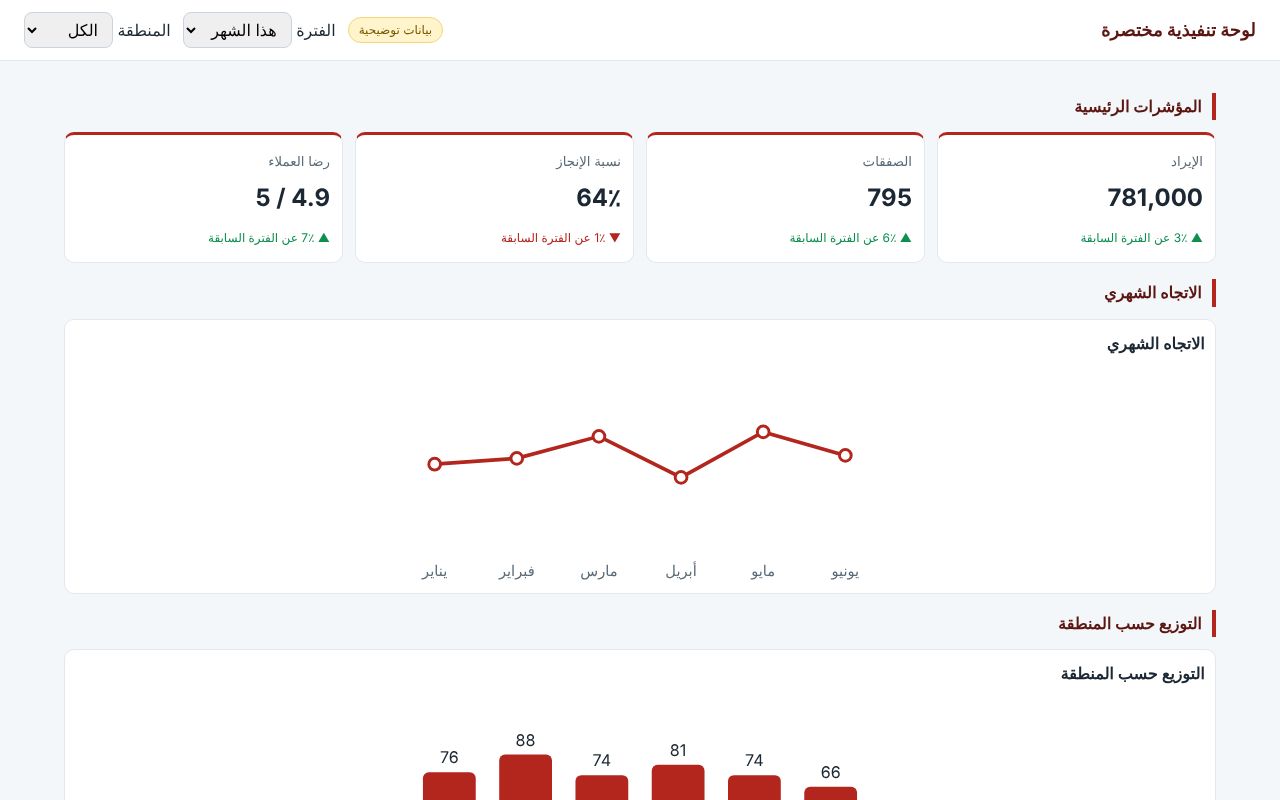 لوحة تنفيذية مختصرة
بيانات توضيحية
الفترة
هذا الشهر
المنطقة
الكل
المؤشرات الرئيسية
الإيراد
781,000
▲ 3٪ عن الفترة السابقة
الصفقات
795
▲ 6٪ عن الفترة السابقة
نسبة الإنجاز
64٪
▼ 1٪ عن الفترة السابقة
رضا العملاء
4.9 / 5
▲ 7٪ عن الفترة السابقة
الاتجاه الشهري
الاتجاه الشهري
يونيو
مايو
أبريل
مارس
فبراير
يناير
التوزيع حسب المنطقة
التوزيع حسب المنطقة
66
74
81
74
88
76